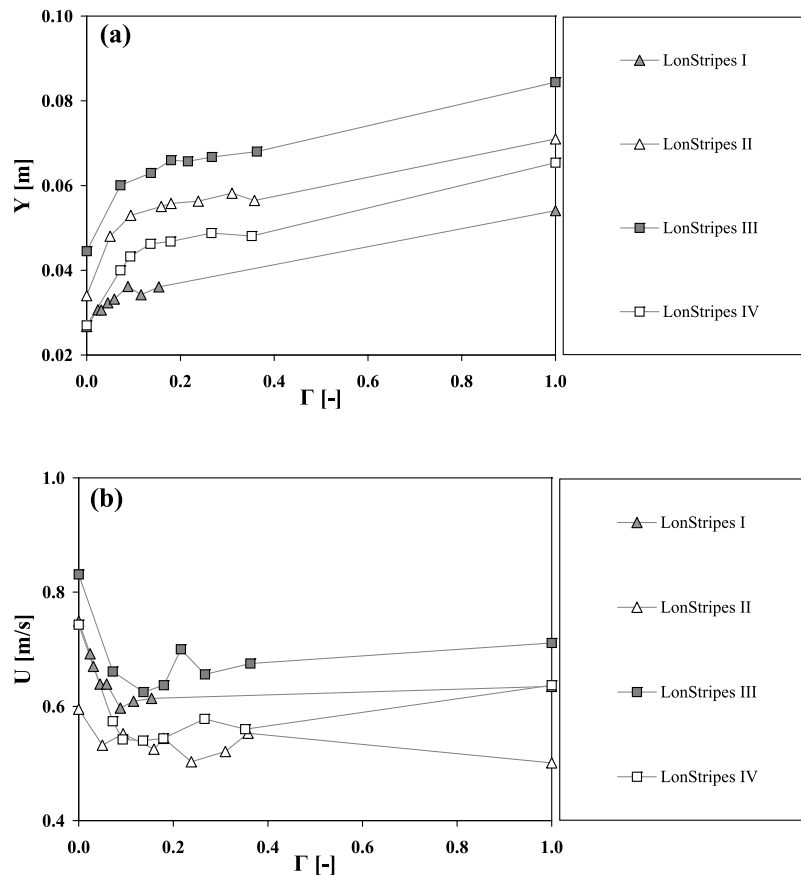 (a)
0.10
0.08
0.06
0.04
0.02
Y [m]
0.0 0.2 0.4 0.6 0.8 1.0
Γ [-]
LonStripes I
LonStripes II
LonStripes III
LonStripes IV
(b)
1.0
0.8
0.6
0.4
U [m/s]
0.0 0.2 0.4 0.6 0.8 1.0
Γ [-]
LonStripes I
LonStripes II
LonStripes III
LonStripes IV